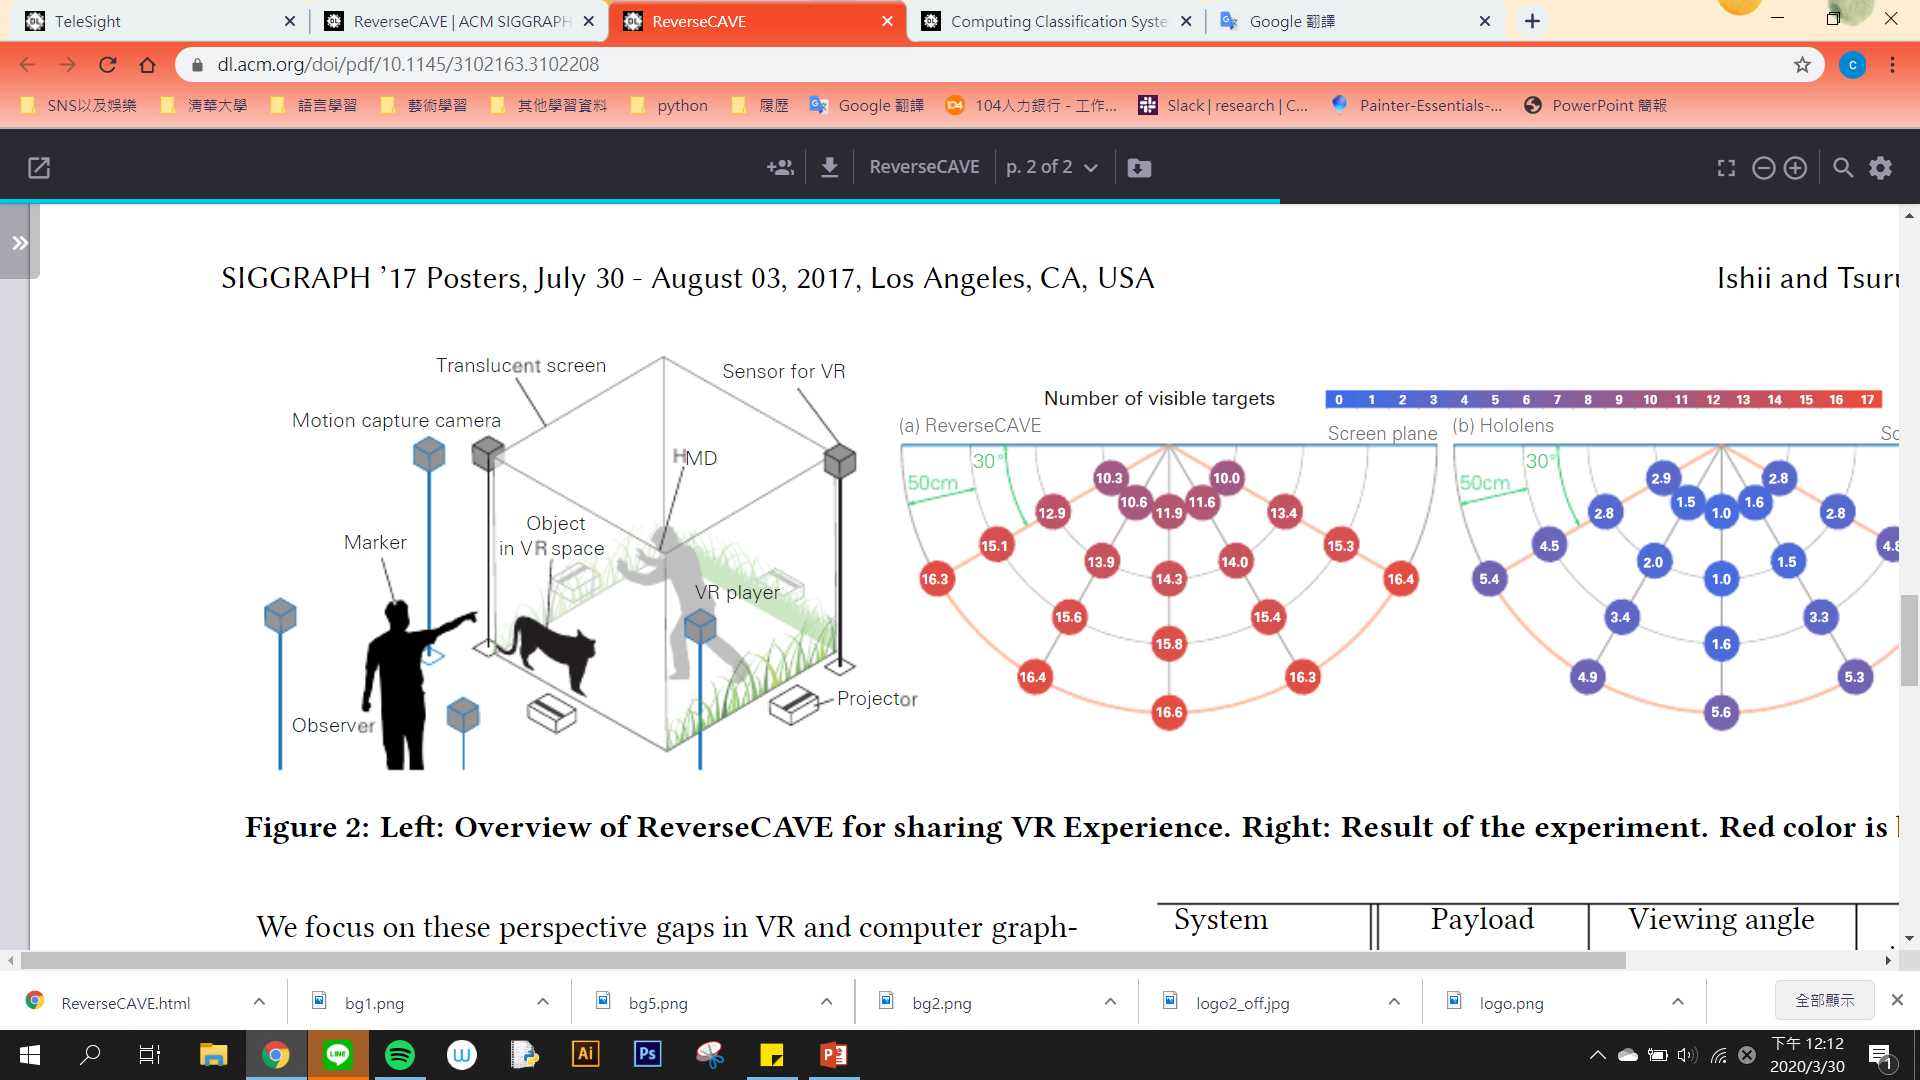 TeleSight
ReverseCAVE | ACM SIGGRAPH
ReverseCAVE
Computing Classification Syste
Google 翻譯
dl.acm.org/doi/pdf/10.1145/3102163.3102208
C
SNS以及娛樂
清華大學
語言學習
藝術學習
其他學習資料
python
履歷
Google 翻譯
104人力銀行 - 工作...
Slack | research | C...
Painter-Essentials-...
PowerPoint 簡報
ReverseCAVE
p. 2 of 2
SIGGRAPH ’17 Posters, July 30 - August 03, 2017, Los Angeles, CA, USA
Ishii and Tsuru
Translucent screen
Sensor for VR
Motion capture camera
HMD
Object
in VR space
Marker
VR player
Observer
Projector
Number of visible targets
0 1 2 3 4 5 6 7 8 9 10 11 12 13 14 15 16 17
(a) ReverseCAVE
Screen plane
30°
50cm
10.3
10.0
10.6
11.6
11.9
12.9
13.4
15.1
15.3
13.9
14.0
14.3
16.3
16.4
15.6
15.4
15.8
16.4
16.3
16.6
(b) Hololens
Sc
30°
50cm
2.9
2.8
1.5
1.6
1.0
2.8
2.8
4.5
4.8
2.0
1.5
1.0
5.4
3.4
3.3
1.6
4.9
5.3
5.6
Figure 2: Left: Overview of ReverseCAVE for sharing VR Experience. Right: Result of the experiment. Red color is
We focus on these perspective gaps in VR and computer graph-
System
Payload
Viewing angle
ReverseCAVE.html
bg1.png
bg5.png
bg2.png
logo2_off.jpg
logo.png
全部顯示
LINE
W
Ai
Ps
下午 12:12
2020/3/30
1